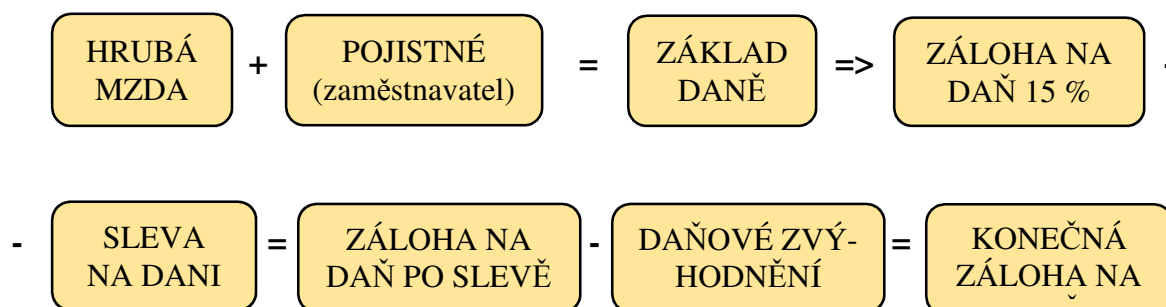 HRUBÁ MZDA + POJISTNÉ (zaměstnavatel) = ZÁKLAD DANĚ => ZÁLOHA NA DAŇ 15 % -
- SLEVA NA DANI = ZÁLOHA NA DAŇ PO SLEVĚ - DAŇOVÉ ZVÝ-HODNĚNÍ = KONEČNÁ ZÁLOHA NA